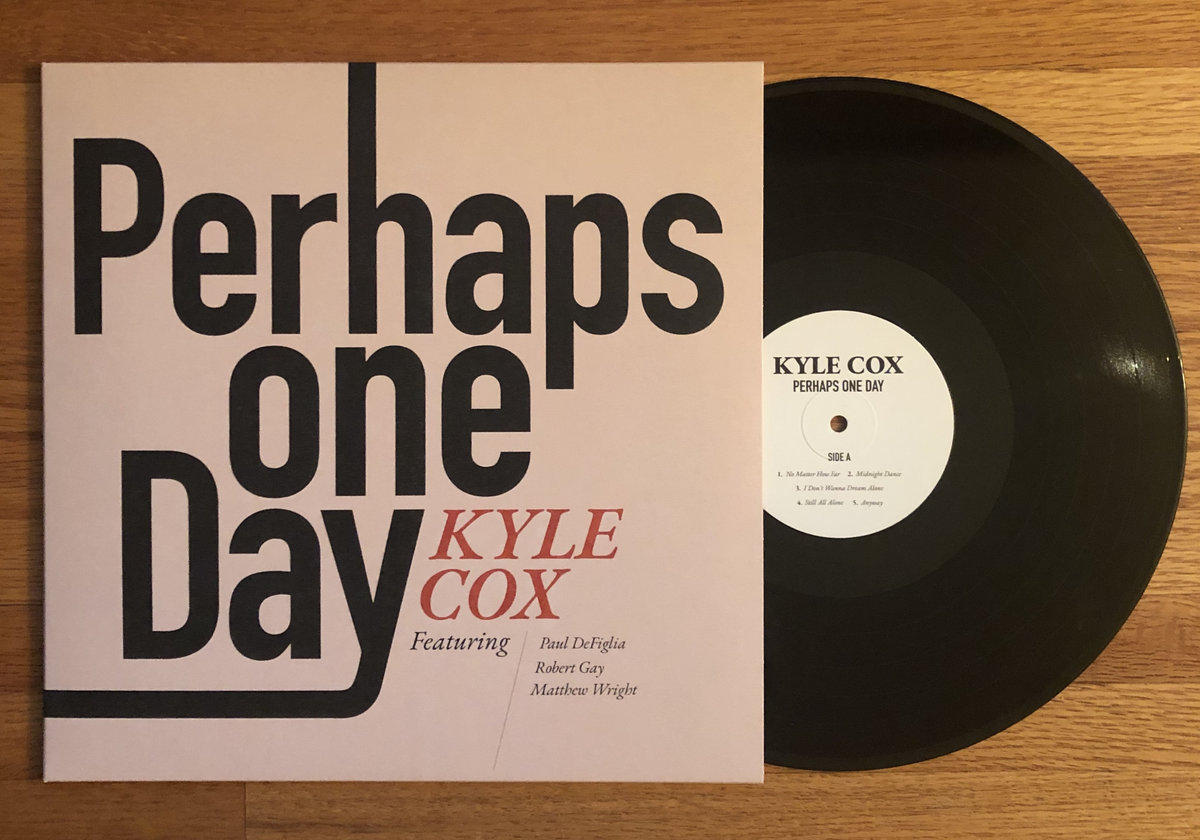 Perhaps
one
Day
KYLE
COX
Featuring
Paul DeFiglia
Robert Gay
Matthew Wright
KYLE COX
PERHAPS ONE DAY
SIDE A
1. No Matter How Far 2. Midnight Dance
3. I Don't Wanna Dream Alone
4. Still All Alone 5. Anyway